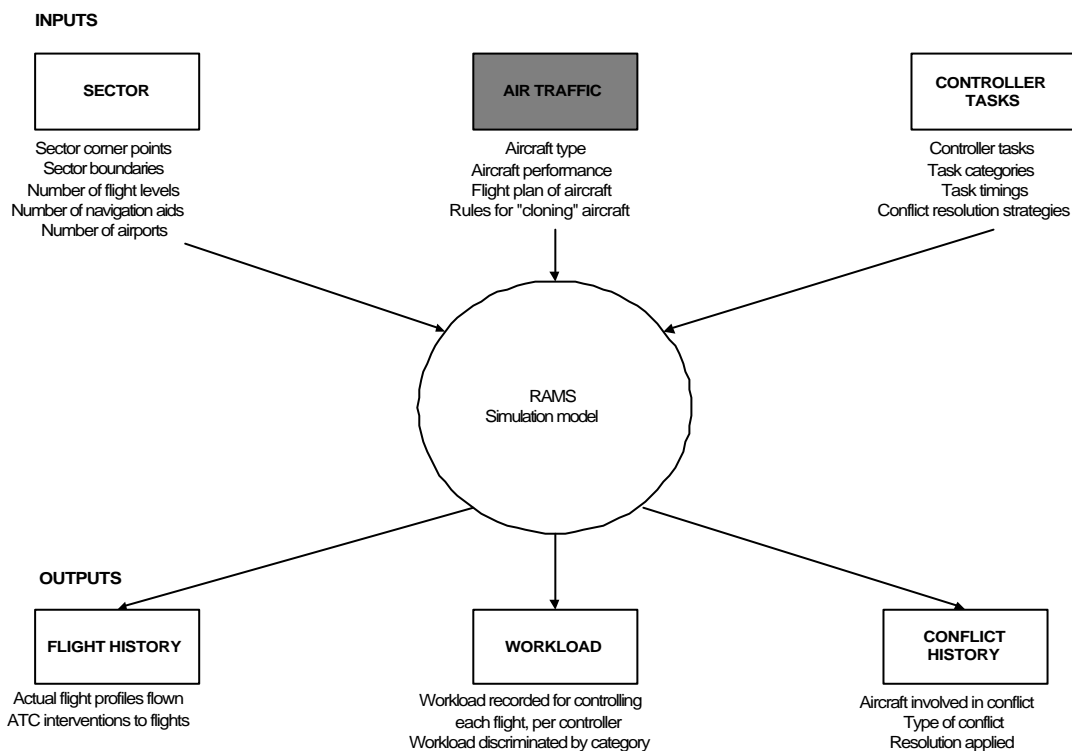 INPUTS
SECTOR
Sector corner points
Sector boundaries
Number of flight levels
Number of navigation aids
Number of airports
AIR TRAFFIC
Aircraft type
Aircraft performance
Flight plan of aircraft
Rules for "cloning" aircraft
CONTROLLER
TASKS
Controller tasks
Task categories
Task timings
Conflict resolution strategies
RAMS
Simulation model
OUTPUTS
FLIGHT HISTORY
Actual flight profiles flown
ATC interventions to flights
WORKLOAD
Workload recorded for controlling
each flight, per controller
Workload discriminated by category
CONFLICT
HISTORY
Aircraft involved in conflict
Type of conflict
Resolution applied